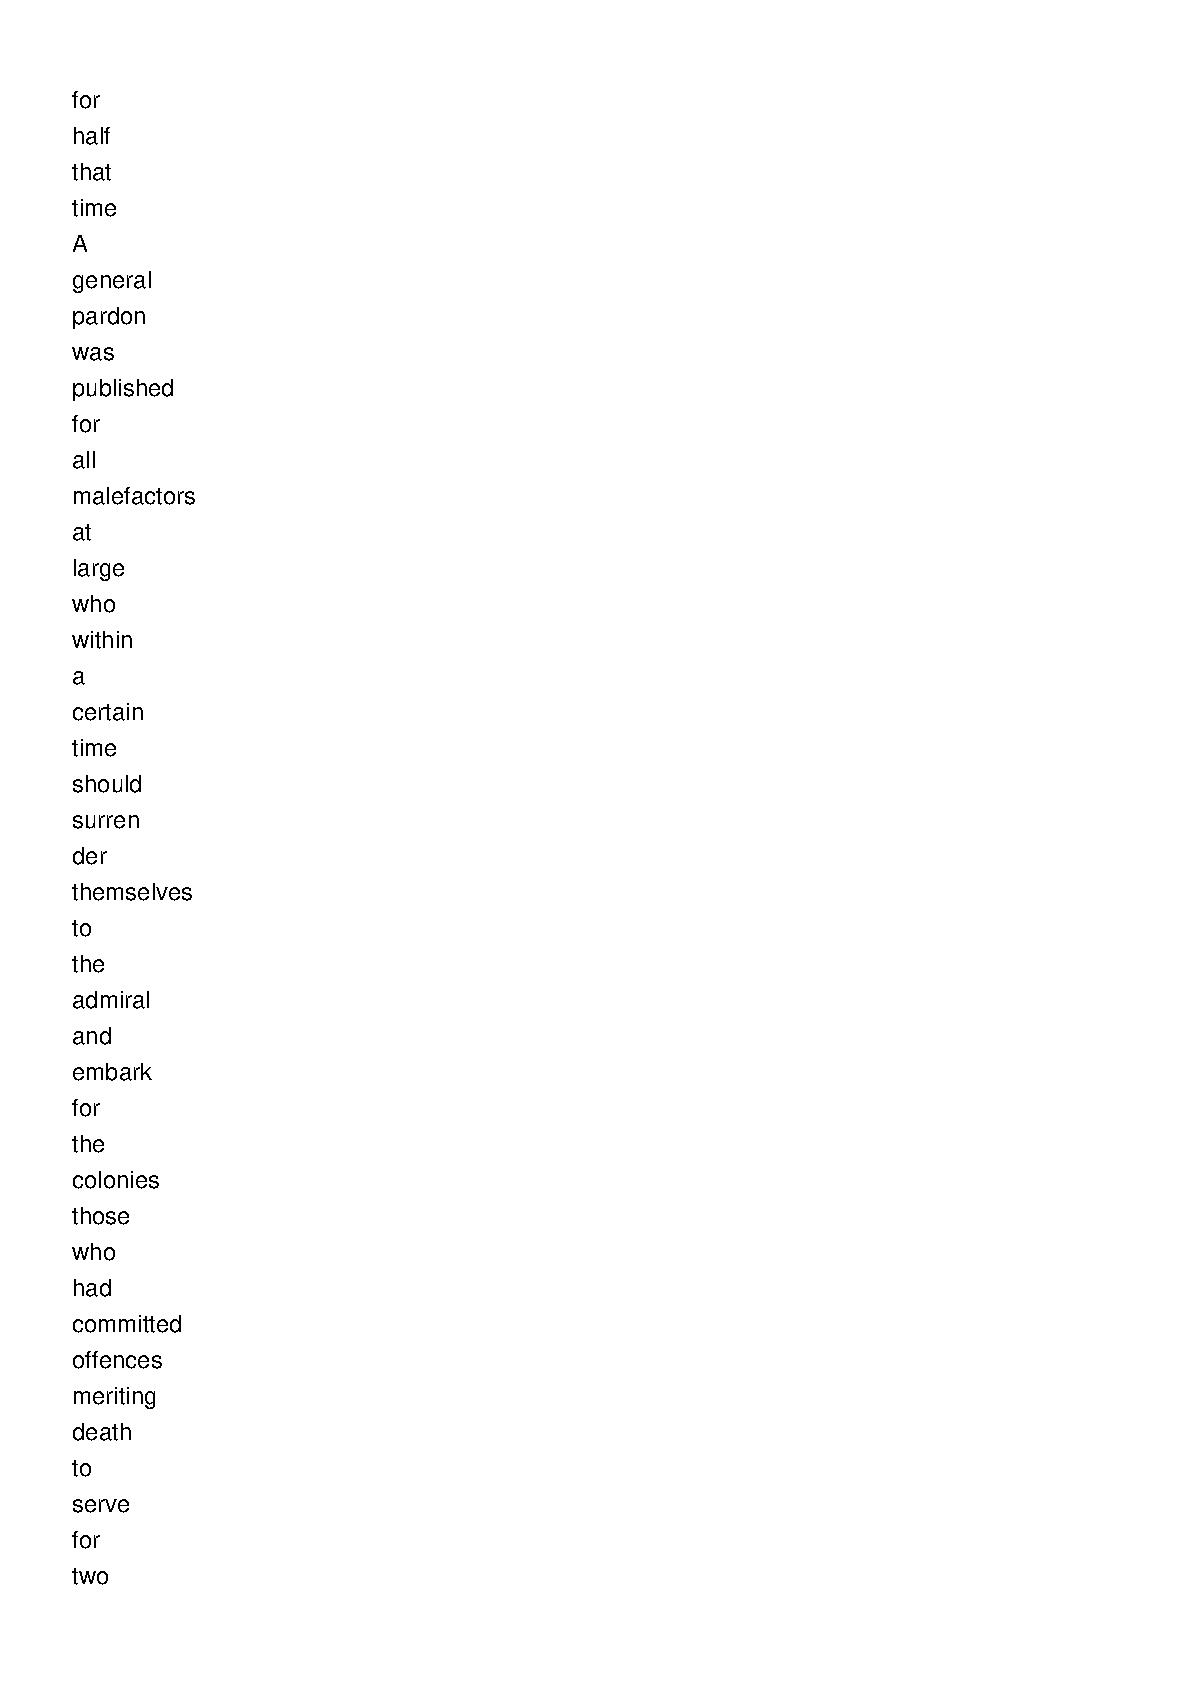 for
half
that
time
A
general
pardon
was
published
for
all
malefactors
at
large
who
within
a
certain
time
should
surren
der
themselves
to
the
admiral
and
embark
for
the
colonies
those
who
had
committed
offences
meriting
death
to
serve
for
two